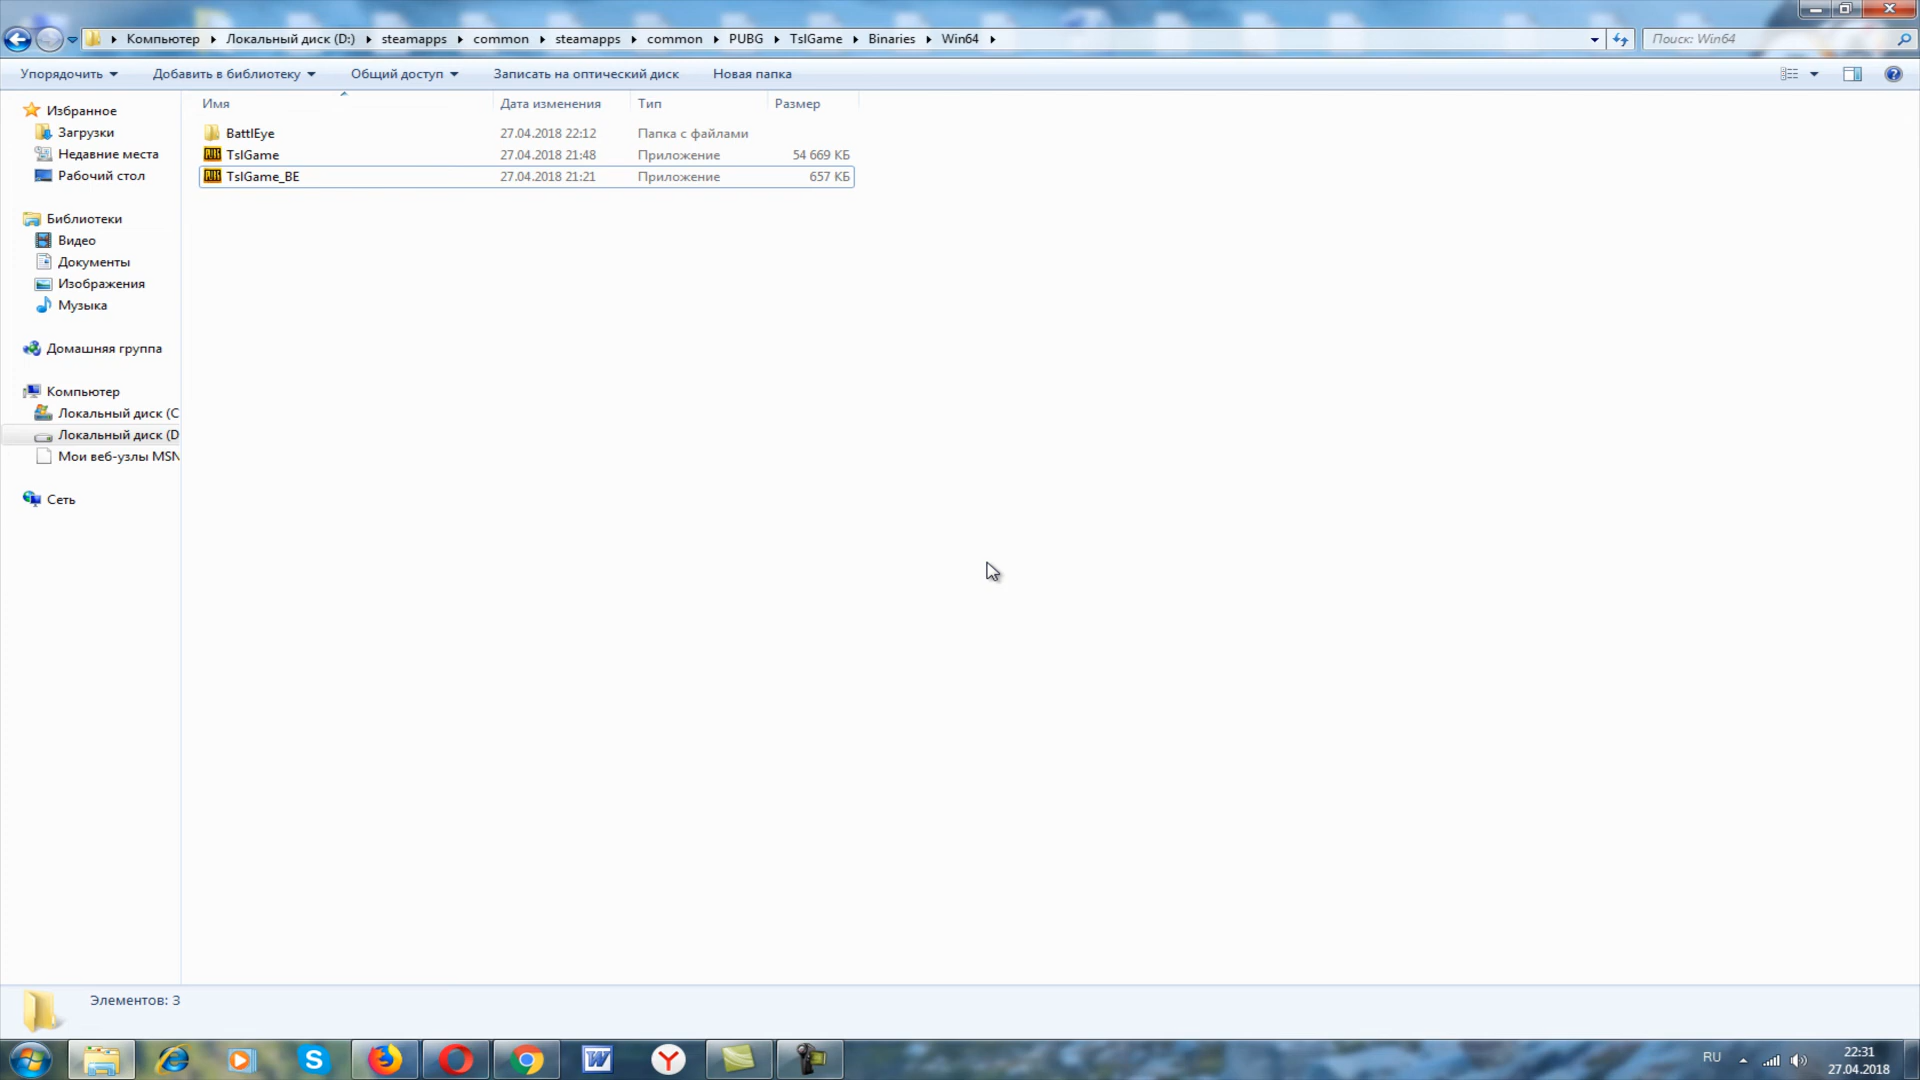 Компьютер Локальный диск (D:) steamapps common steamapps common PUBG TslGame Binaries Win64
Поиск: Win64
Упорядочить Добавить в библиотеку Общий доступ Записать на оптический диск Новая папка
Имя Дата изменения Тип Размер
BattlEye 27.04.2018 22:12 Папка с файлами
TslGame 27.04.2018 21:48 Приложение 54 669 КБ
TslGame_BE 27.04.2018 21:21 Приложение 657 КБ
Избранное
Загрузки
Недавние места
Рабочий стол
Библиотеки
Видео
Документы
Изображения
Музыка
Домашняя группа
Компьютер
Локальный диск (C
Локальный диск (D
Мои веб-узлы MSN
Сеть
Элементов: 3
RU
22:31
27.04.2018